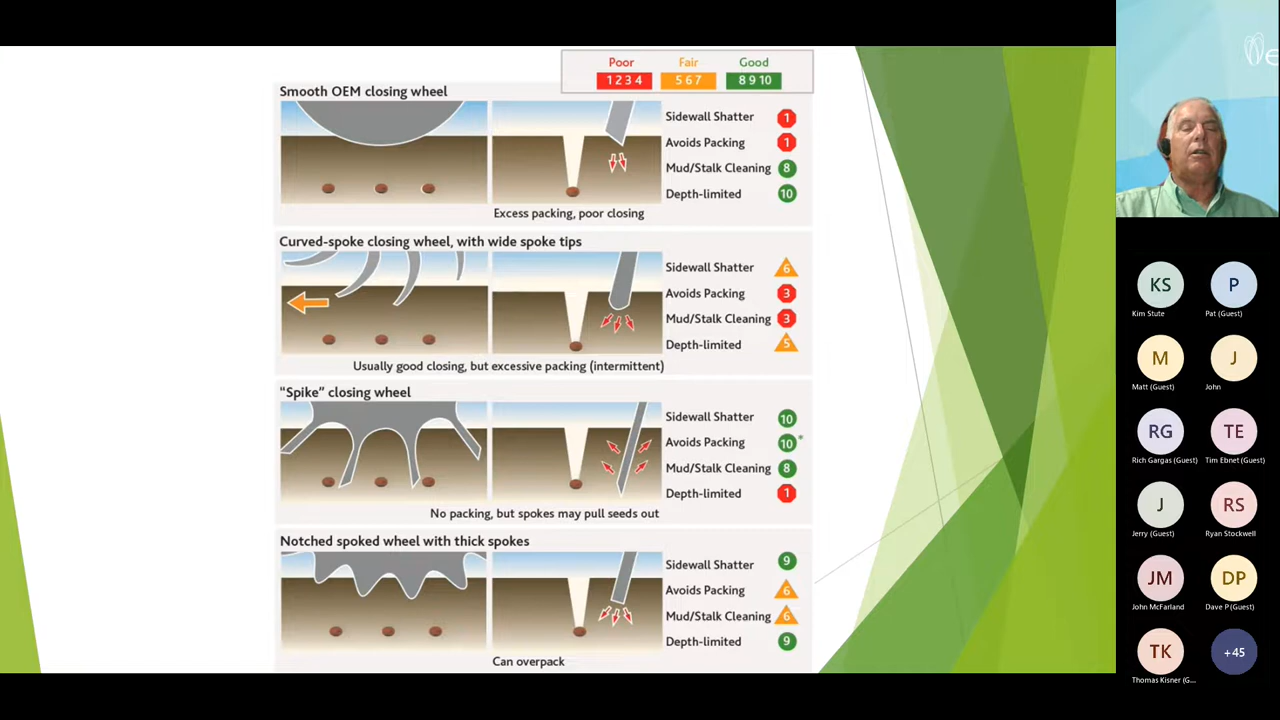 Poor Fair Good
1 2 3 4 5 6 7 8 9 10
Smooth OEM closing wheel
Sidewall Shatter 1
Avoids Packing 1
Mud/Stalk Cleaning 8
Depth-limited 10
Excess packing, poor closing
Curved-spoke closing wheel, with wide spoke tips
Sidewall Shatter 6
Avoids Packing 3
Mud/Stalk Cleaning 3
Depth-limited 5
Usually good closing, but excessive packing (intermittent)
"Spike" closing wheel
Sidewall Shatter 10
Avoids Packing 10*
Mud/Stalk Cleaning 8
Depth-limited 1
No packing, but spokes may pull seeds out
Notched spoked wheel with thick spokes
Sidewall Shatter 9
Avoids Packing 6
Mud/Stalk Cleaning 6
Depth-limited 9
Can overpack
KS P
Kim Stute Pat (Guest)
M J
Matt (Guest) John
RG TE
Rich Gargas (Guest) Tim Ebnet (Guest)
J RS
Jerry (Guest) Ryan Stockwell
JM DP
John McFarland Dave P (Guest)
TK +45
Thomas Kisner (G...